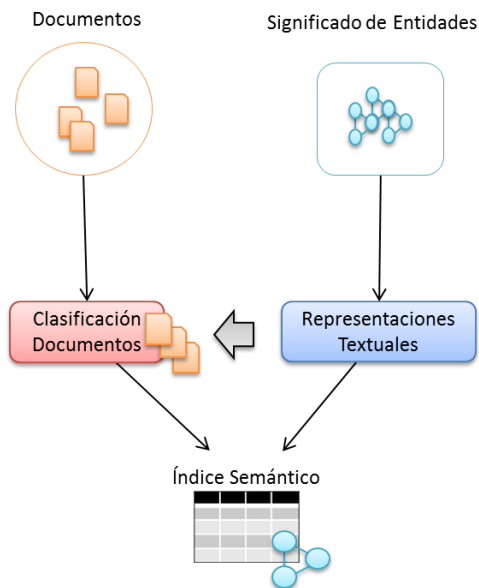 Documentos
Significado de Entidades
Clasificación
Documentos
Representaciones
Textuales
Índice Semántico